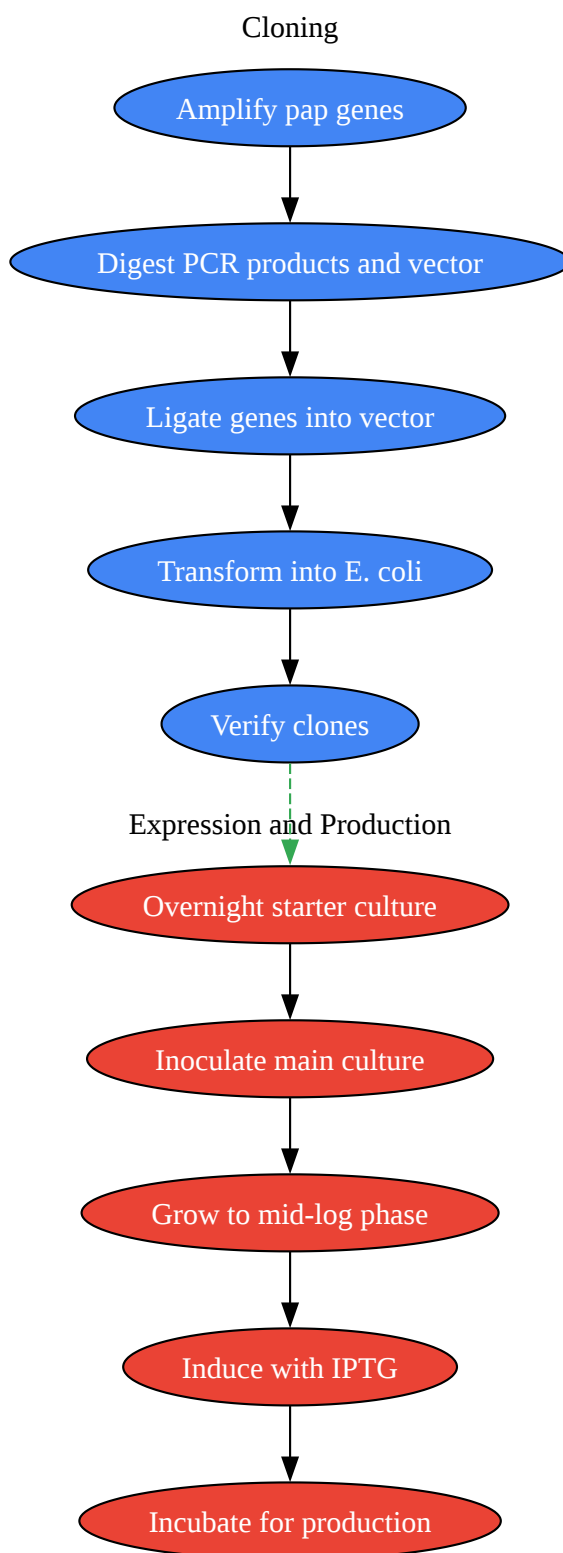 Cloning
Amplify pap genes
Digest PCR products and vector
Ligate genes into vector
Transform into E. coli
Verify clones
Expression and Production
Overnight starter culture
Inoculate main culture
Grow to mid-log phase
Induce with IPTG
Incubate for production